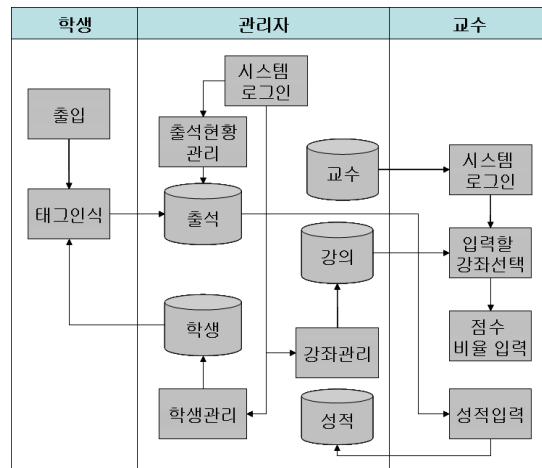 학생
관리자
교수
시스템
로그인
출입
출석현황
관리
교수
시스템
로그인
태그인식
출석
강의
입력할
강좌선택
학생
강좌관리
점수
비율 입력
학생관리
성적
성적입력